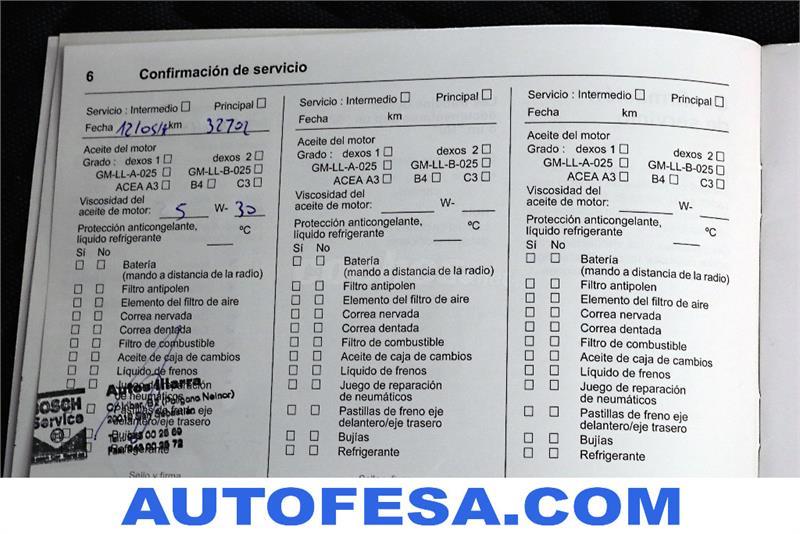 6 Confirmación de servicio
Servicio : Intermedio Principal
Fecha 12/05/ km 32702
Aceite del motor
Grado : dexos 1 dexos 2
GM-LL-A-025 GM-LL-B-025
ACEA A3 B4 C3
Viscosidad del
aceite de motor: 5 W- 30
Protección anticongelante,
líquido refrigerante ºC
Sí No
Batería
(mando a distancia de la radio)
Filtro antipolen
Elemento del filtro de aire
Correa nervada
Correa dentada
Filtro de combustible
Aceite de caja de cambios
Líquido de frenos
Juego de reparación
de neumáticos
Pastillas de freno eje
delantero/eje trasero
Bujías
Refrigerante
Sello y firma
BOSCH
Service
Autos Illarra
(Polígono Neinor)
San Sebastián
Servicio : Intermedio Principal
Fecha km
Aceite del motor
Grado : dexos 1 dexos 2
GM-LL-A-025 GM-LL-B-025
ACEA A3 B4 C3
Viscosidad del
aceite de motor: W-
Protección anticongelante,
líquido refrigerante ºC
Sí No
Batería
(mando a distancia de la radio)
Filtro antipolen
Elemento del filtro de aire
Correa nervada
Correa dentada
Filtro de combustible
Aceite de caja de cambios
Líquido de frenos
Juego de reparación
de neumáticos
Pastillas de freno eje
delantero/eje trasero
Bujías
Refrigerante
Servicio : Intermedio Principal
Fecha km
Aceite del motor
Grado : dexos 1 dexos 2
GM-LL-A-025 GM-LL-B-025
ACEA A3 B4 C3
Viscosidad del
aceite de motor: W-
Protección anticongelante,
líquido refrigerante ºC
Sí No
Batería
(mando a distancia de la radio)
Filtro antipolen
Elemento del filtro de aire
Correa nervada
Correa dentada
Filtro de combustible
Aceite de caja de cambios
Líquido de frenos
Juego de reparación
de neumáticos
Pastillas de freno eje
delantero/eje trasero
Bujías
Refrigerante
AUTOFESA.COM